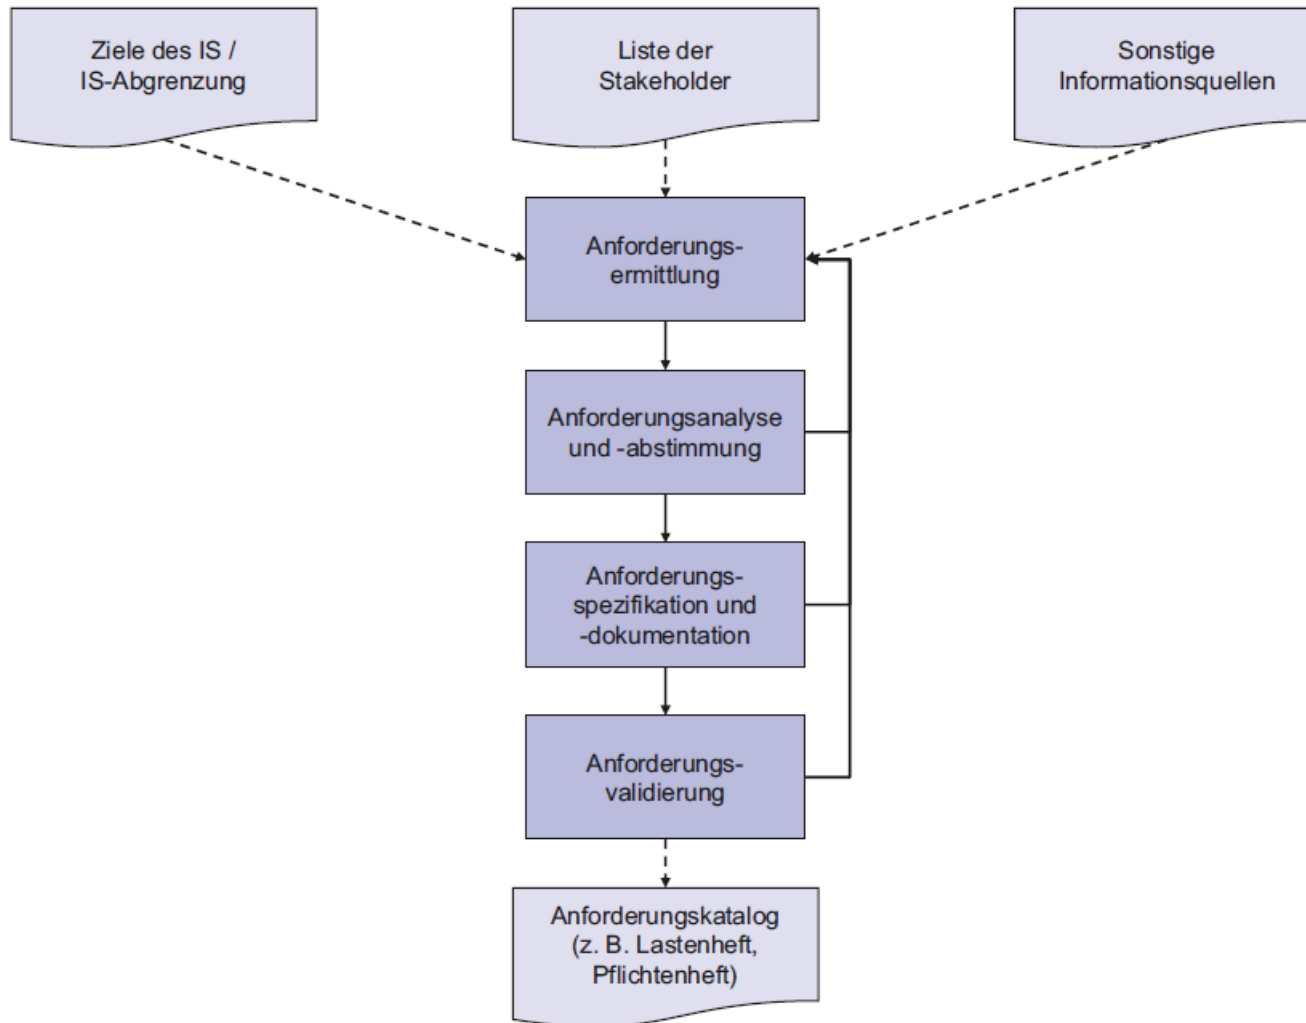 Ziele des IS /
IS-Abgrenzung
Liste der
Stakeholder
Sonstige
Informationsquellen
Anforderungs-
ermittlung
Anforderungsanalyse
und -abstimmung
Anforderungs-
spezifikation und
-dokumentation
Anforderungs-
validierung
Anforderungskatalog
(z. B. Lastenheft,
Pflichtenheft)